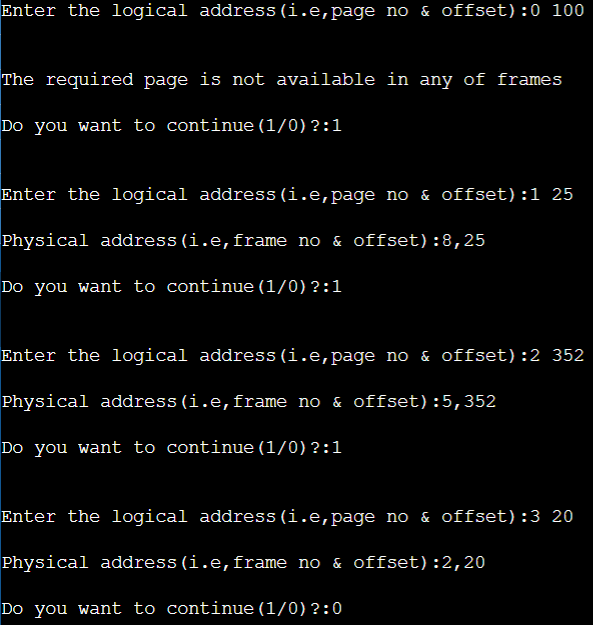 Enter the logical address(i.e,page no & offset):0 100
The required page is not available in any of frames
Do you want to continue(1/0)?:1
Enter the logical address(i.e,page no & offset):1 25
Physical address(i.e,frame no & offset):8,25
Do you want to continue(1/0)?:1
Enter the logical address(i.e,page no & offset):2 352
Physical address(i.e,frame no & offset):5,352
Do you want to continue(1/0)?:1
Enter the logical address(i.e,page no & offset):3 20
Physical address(i.e,frame no & offset):2,20
Do you want to continue(1/0)?:0